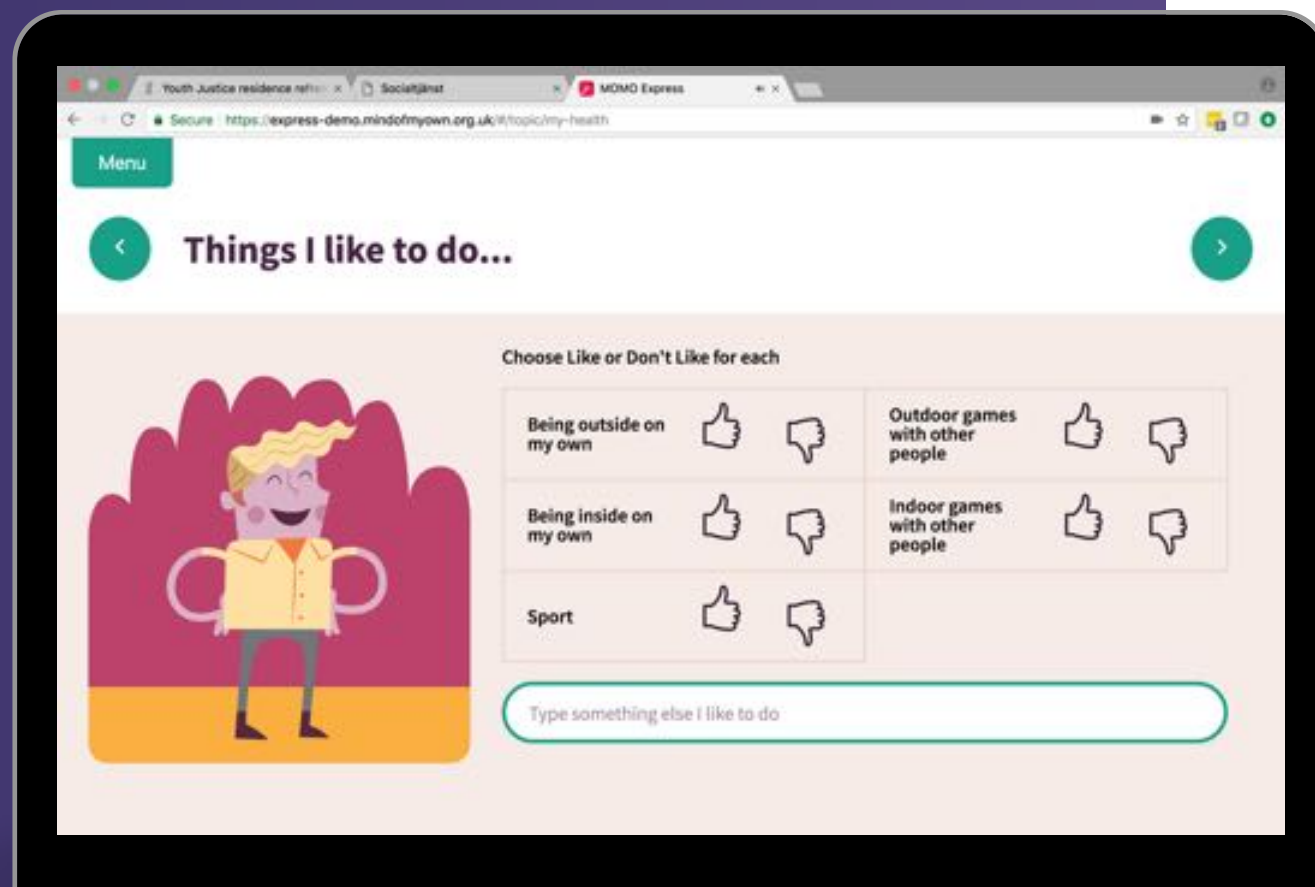 Youth Justice residence
Socialtjänst
MOMO Express
Secure
https://express-demo.mindofmyown.org.uk/#/topic/my-health
Menu
Things I like to do...
Choose Like or Don't Like for each
Being outside on
my own
Outdoor games
with other
people
Being inside on
my own
Indoor games
with other
people
Sport
Type something else I like to do